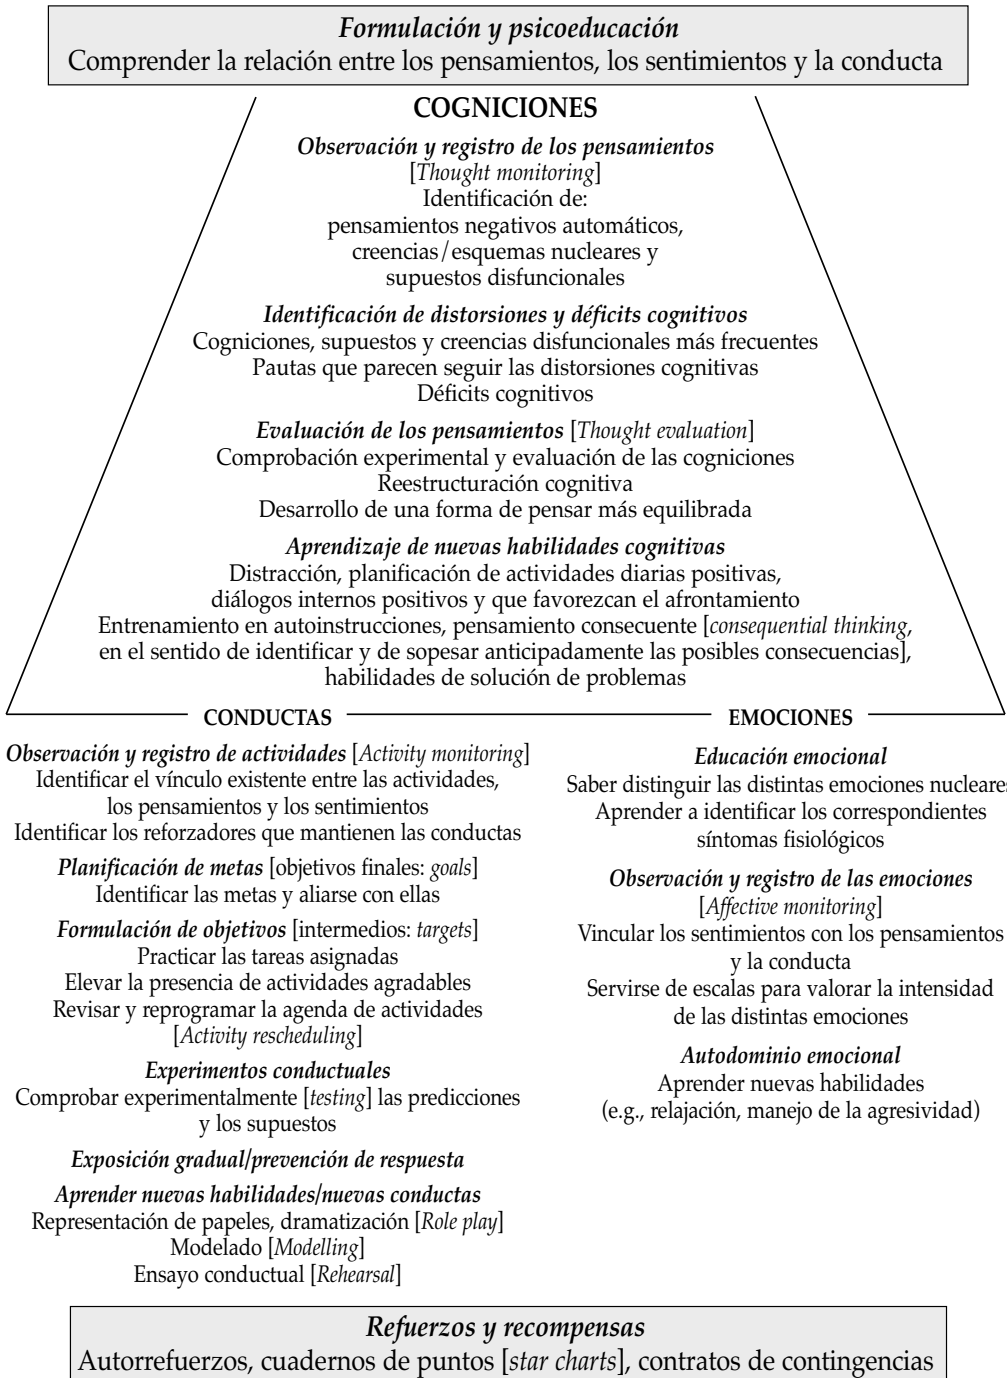 Formulación y psicoeducación
Comprender la relación entre los pensamientos, los sentimientos y la conducta
COGNICIONES
Observación y registro de los pensamientos
[Thought monitoring]
Identificación de:
pensamientos negativos automáticos,
creencias/esquemas nucleares y
supuestos disfuncionales
Identificación de distorsiones y déficits cognitivos
Cogniciones, supuestos y creencias disfuncionales más frecuentes
Pautas que parecen seguir las distorsiones cognitivas
Déficits cognitivos
Evaluación de los pensamientos [Thought evaluation]
Comprobación experimental y evaluación de las cogniciones
Reestructuración cognitiva
Desarrollo de una forma de pensar más equilibrada
Aprendizaje de nuevas habilidades cognitivas
Distracción, planificación de actividades diarias positivas,
diálogos internos positivos y que favorezcan el afrontamiento
Entrenamiento en autoinstrucciones, pensamiento consecuente [consequential thinking,
en el sentido de identificar y de sopesar anticipadamente las posibles consecuencias],
habilidades de solución de problemas
CONDUCTAS
Observación y registro de actividades [Activity monitoring]
Identificar el vínculo existente entre las actividades,
los pensamientos y los sentimientos
Identificar los reforzadores que mantienen las conductas
Planificación de metas [objetivos finales: goals]
Identificar las metas y aliarse con ellas
Formulación de objetivos [intermedios: targets]
Practicar las tareas asignadas
Elevar la presencia de actividades agradables
Revisar y reprogramar la agenda de actividades
[Activity rescheduling]
Experimentos conductuales
Comprobar experimentalmente [testing] las predicciones
y los supuestos
Exposición gradual/prevención de respuesta
Aprender nuevas habilidades/nuevas conductas
Representación de papeles, dramatización [Role play]
Modelado [Modelling]
Ensayo conductual [Rehearsal]
EMOCIONES
Educación emocional
Saber distinguir las distintas emociones nucleares
Aprender a identificar los correspondientes
síntomas fisiológicos
Observación y registro de las emociones
[Affective monitoring]
Vincular los sentimientos con los pensamientos
y la conducta
Servirse de escalas para valorar la intensidad
de las distintas emociones
Autodominio emocional
Aprender nuevas habilidades
(e.g., relajación, manejo de la agresividad)
Refuerzos y recompensas
Autorrefuerzos, cuadernos de puntos [star charts], contratos de contingencias